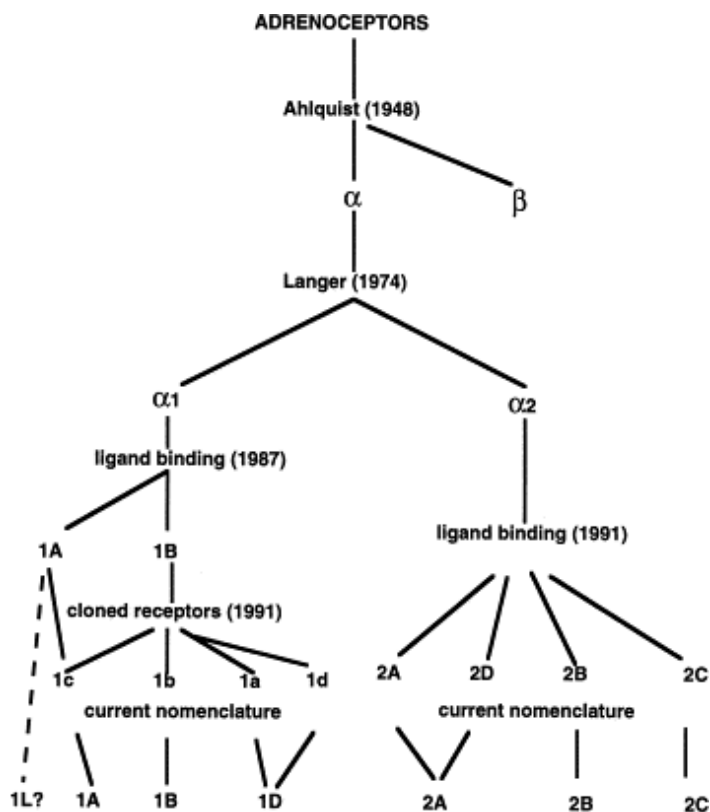 ADRENOCEPTORS
Ahlquist (1948)
α β
Langer (1974)
α1 α2
ligand binding (1987)
ligand binding (1991)
1A 1B
cloned receptors (1991)
1c 1b 1a 1d 2A 2D 2B 2C
current nomenclature current nomenclature
1L? 1A 1B 1D 2A 2B 2C